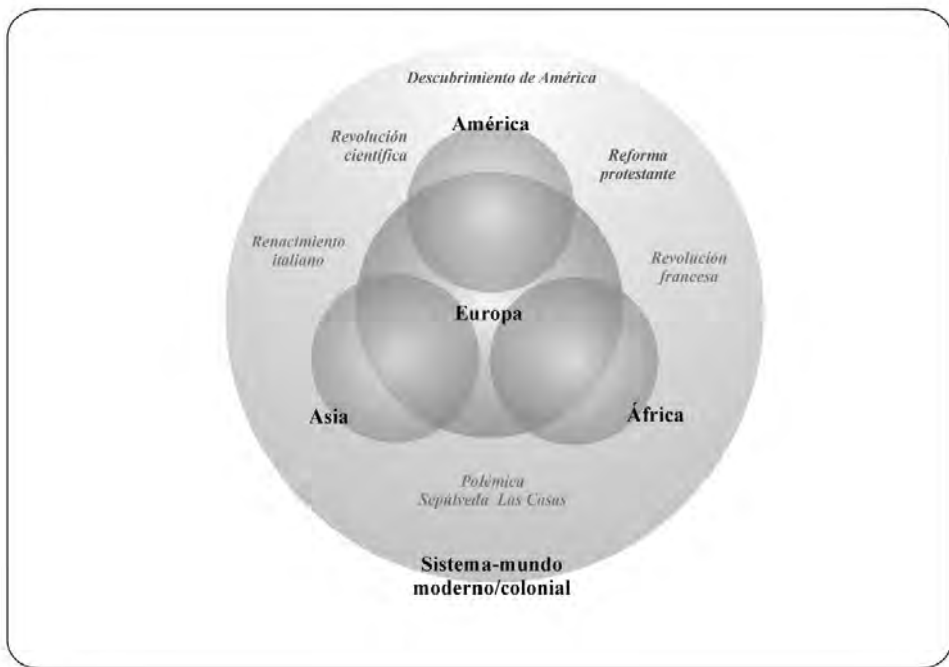 Descubrimiento de América
América
Revolución
científica
Reforma
protestante
Renacimiento
italiano
Revolución
francesa
Europa
Asia
África
Polémica
Sepúlveda Las Casas
Sistema-mundo
moderno/colonial